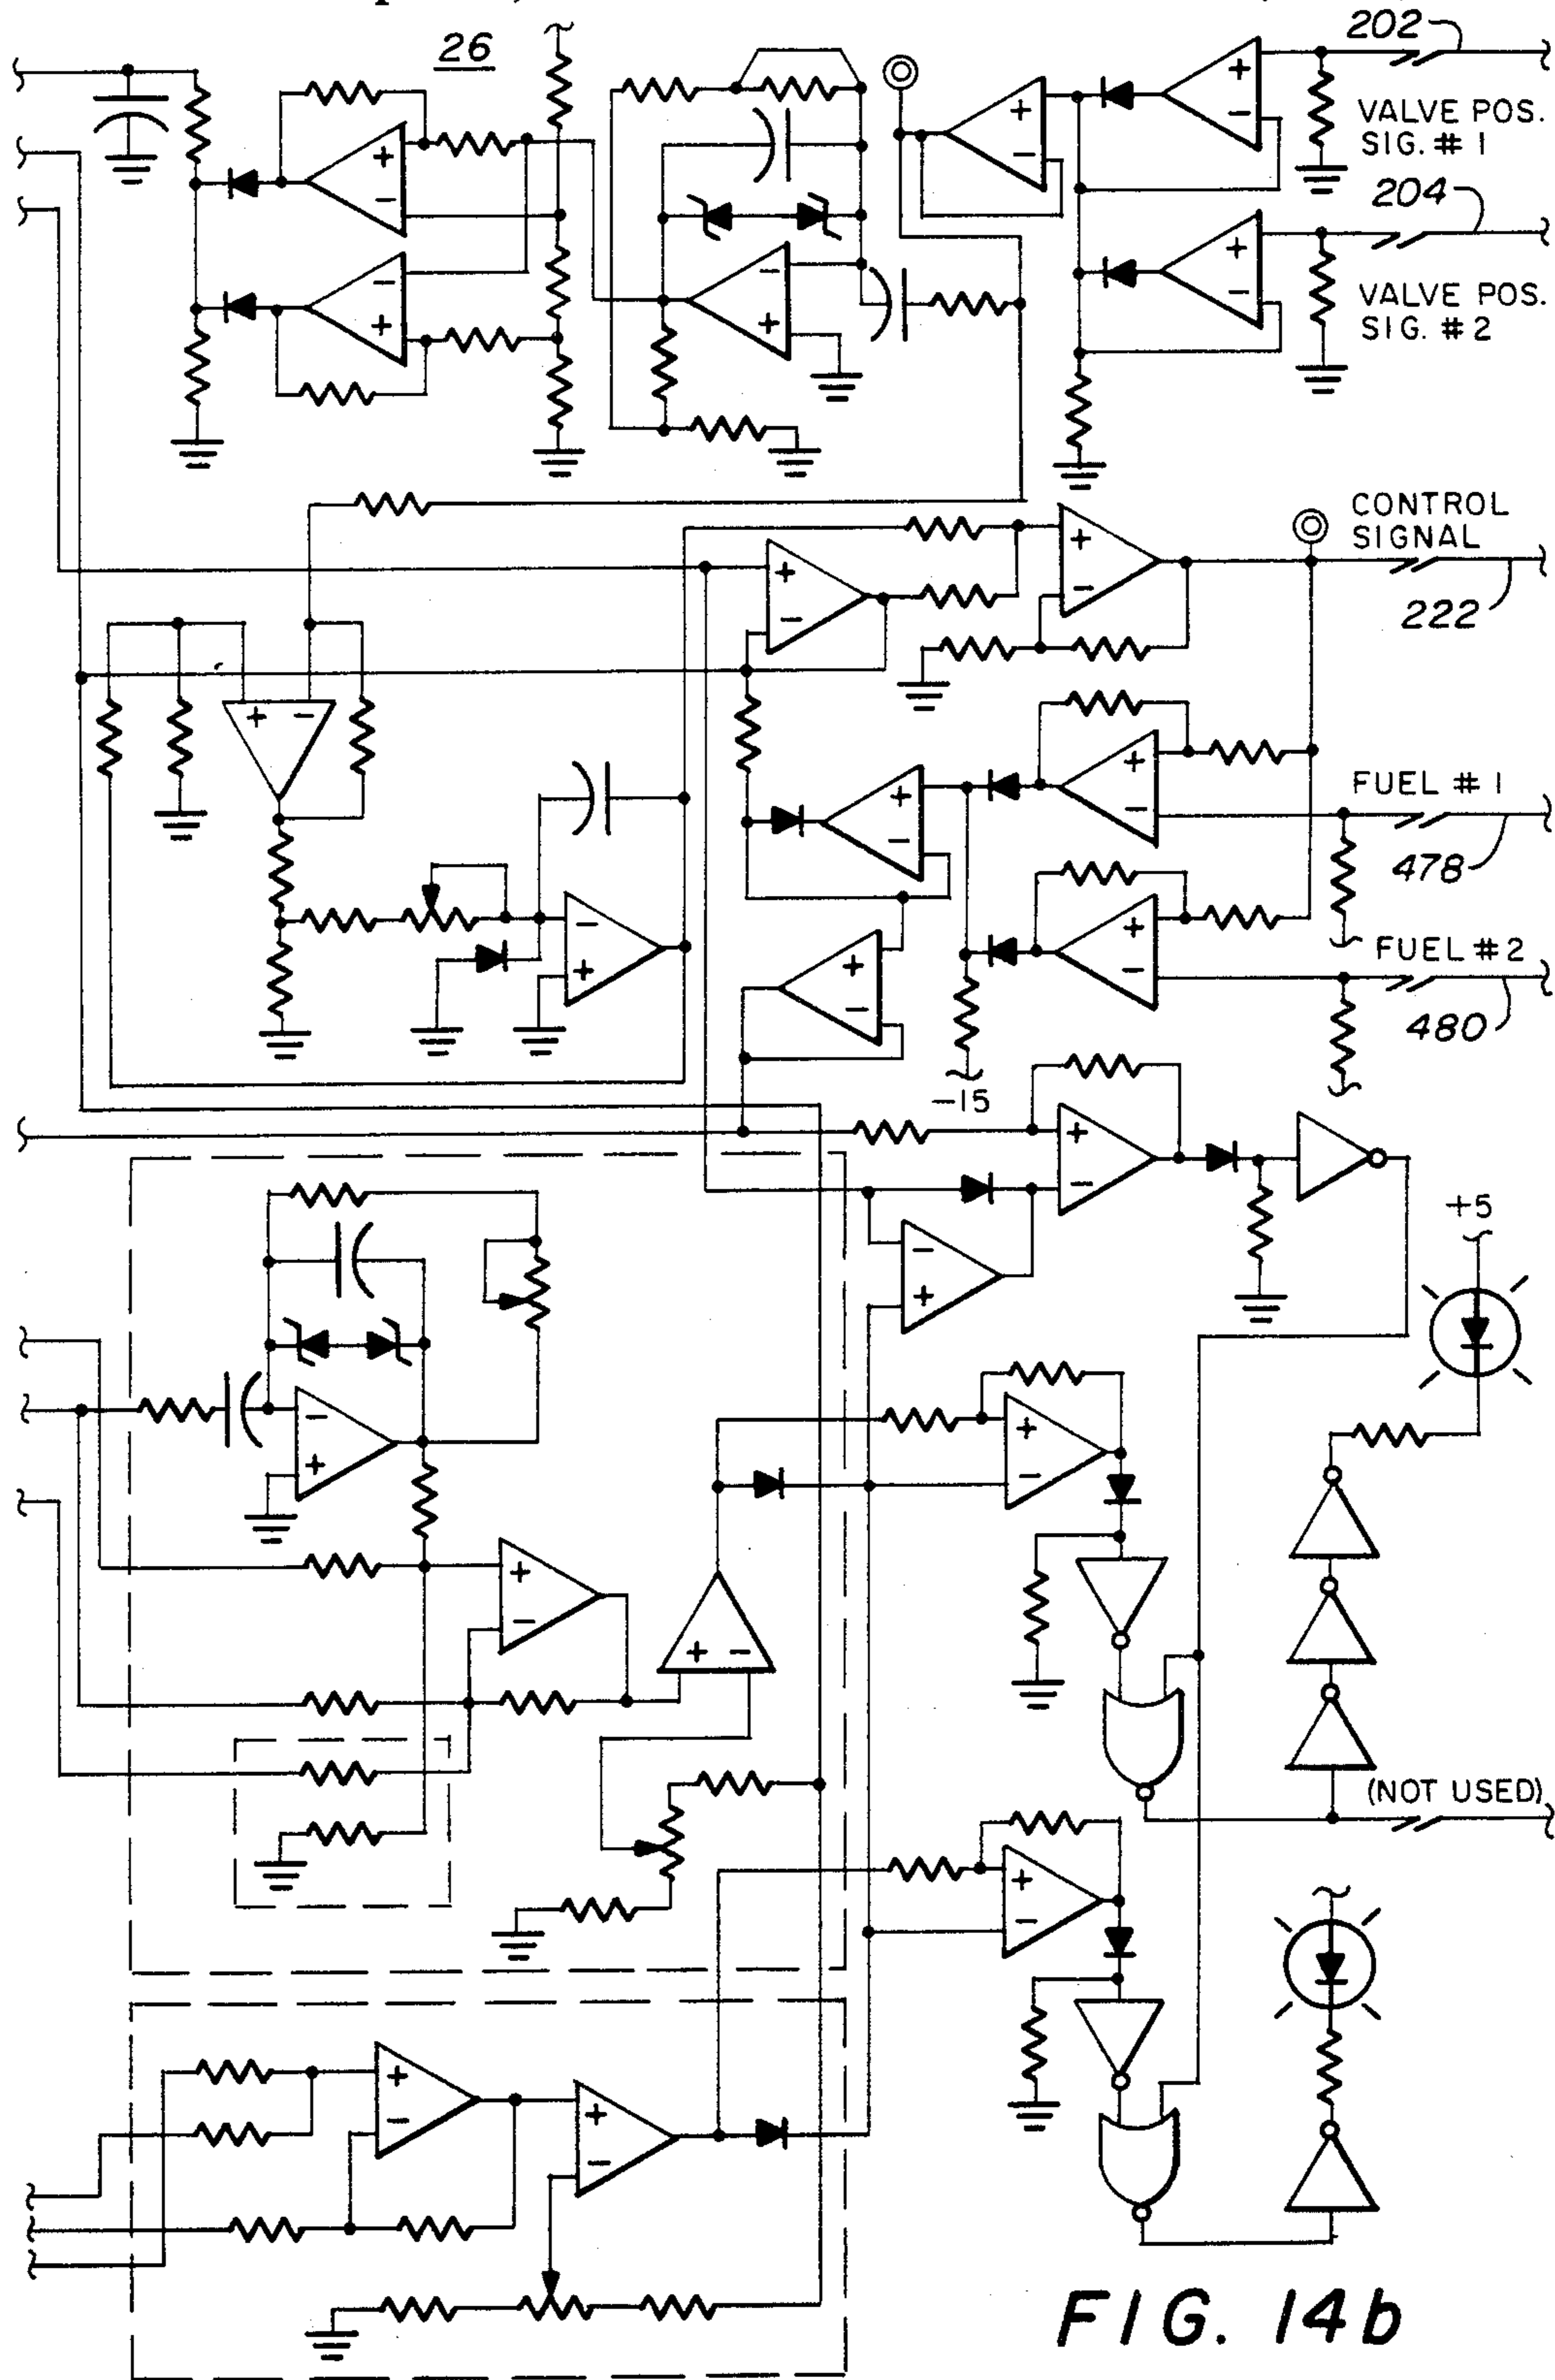 26
202
VALVE POS.
SIG. # 1
204
VALVE POS.
SIG. # 2
CONTROL
SIGNAL
222
FUEL # 1
478
FUEL # 2
480
-15
+5
(NOT USED)
FIG. 14b